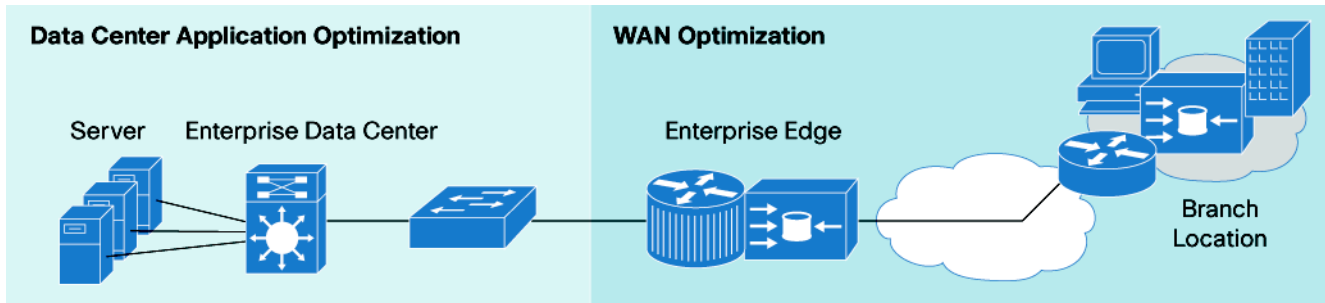 Data Center Application Optimization
WAN Optimization
Server
Enterprise Data Center
Enterprise Edge
Branch
Location